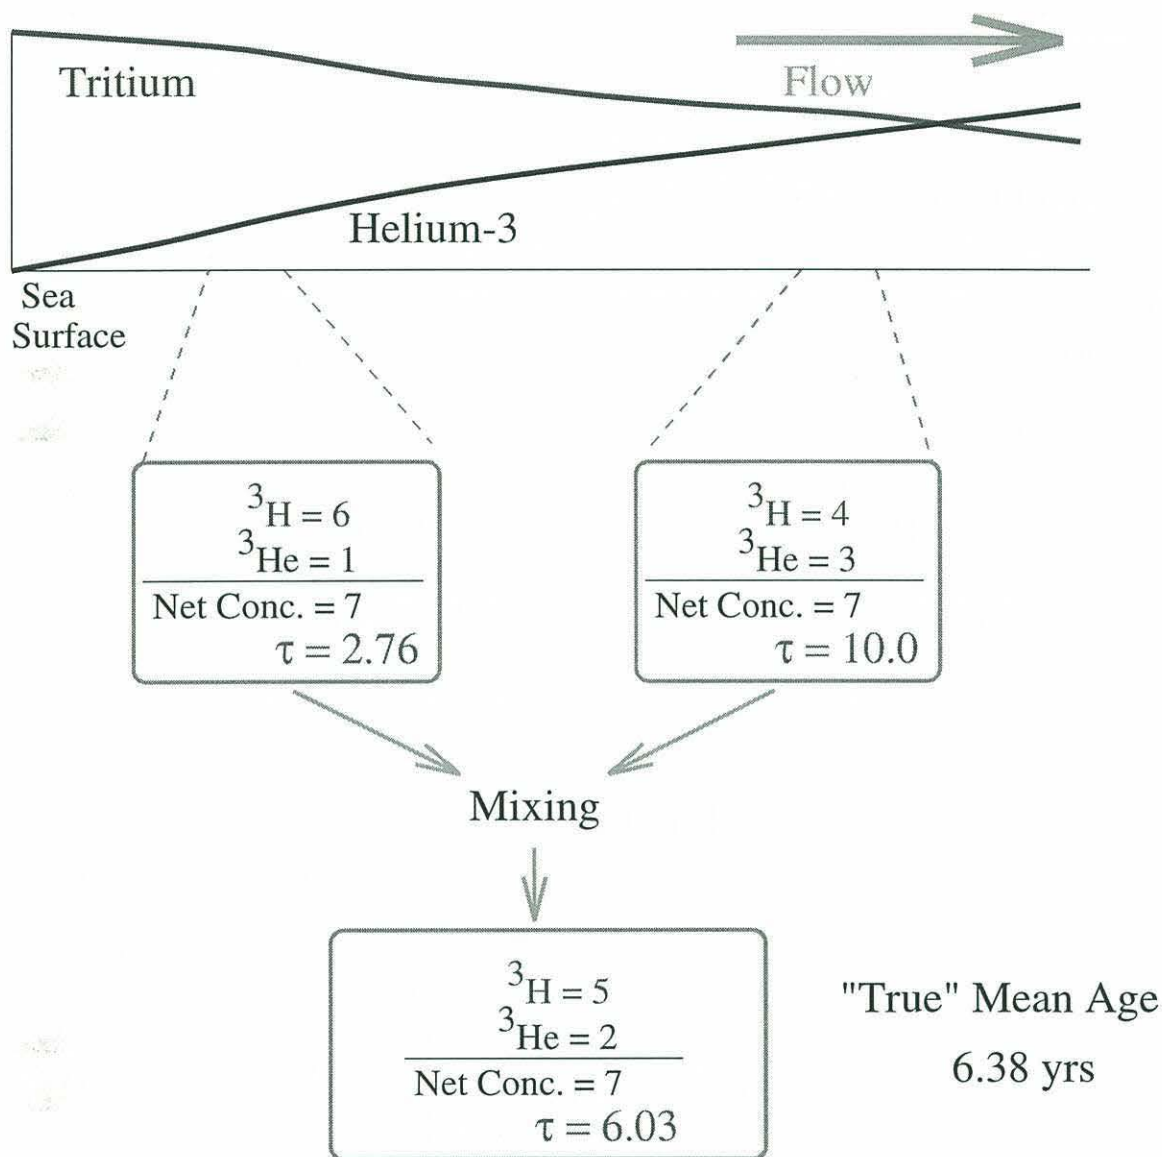 Tritium
Flow
Helium-3
Sea
Surface
³H = 6
³He = 1
Net Conc. = 7
τ = 2.76
³H = 4
³He = 3
Net Conc. = 7
τ = 10.0
Mixing
³H = 5
³He = 2
Net Conc. = 7
τ = 6.03
"True" Mean Age
6.38 yrs